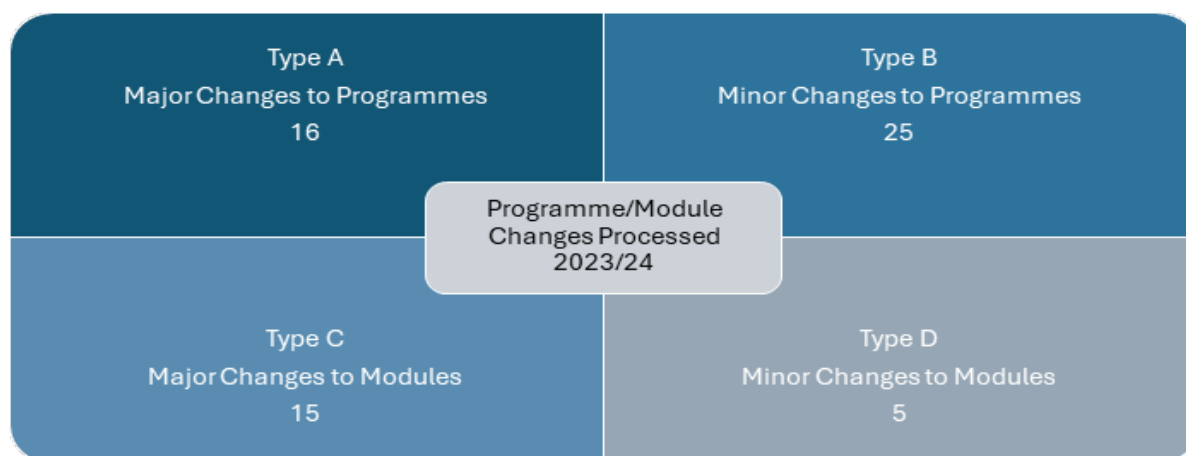 Type A
Major Changes to Programmes
16
Type B
Minor Changes to Programmes
25
Programme/Module
Changes Processed
2023/24
Type C
Major Changes to Modules
15
Type D
Minor Changes to Modules
5